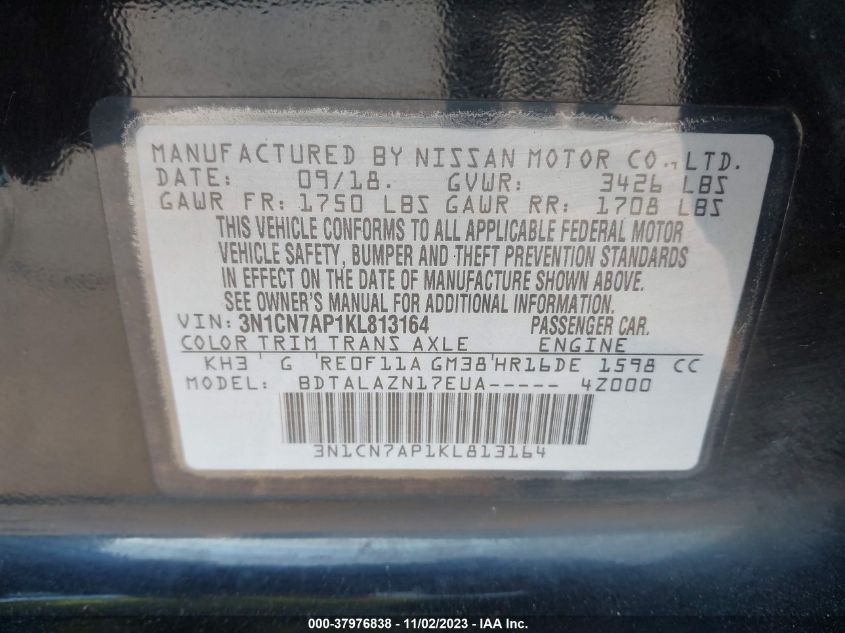 MANUFACTURED BY NISSAN MOTOR CO., LTD.
DATE: 09/18. GVWR: 3426 LBS
GAWR FR: 1750 LBS GAWR RR: 1708 LBS
THIS VEHICLE CONFORMS TO ALL APPLICABLE FEDERAL MOTOR
VEHICLE SAFETY, BUMPER AND THEFT PREVENTION STANDARDS
IN EFFECT ON THE DATE OF MANUFACTURE SHOWN ABOVE.
SEE OWNER'S MANUAL FOR ADDITIONAL INFORMATION.
VIN: 3N1CN7AP1KL813164 PASSENGER CAR.
COLOR TRIM TRANS AXLE ENGINE
KH3 G RE0F11A GM38 HR16DE 1598 CC
MODEL: BDTALAZN17EUA----- 4Z000
3N1CN7AP1KL813164
000-37976838 - 11/02/2023 - IAA Inc.